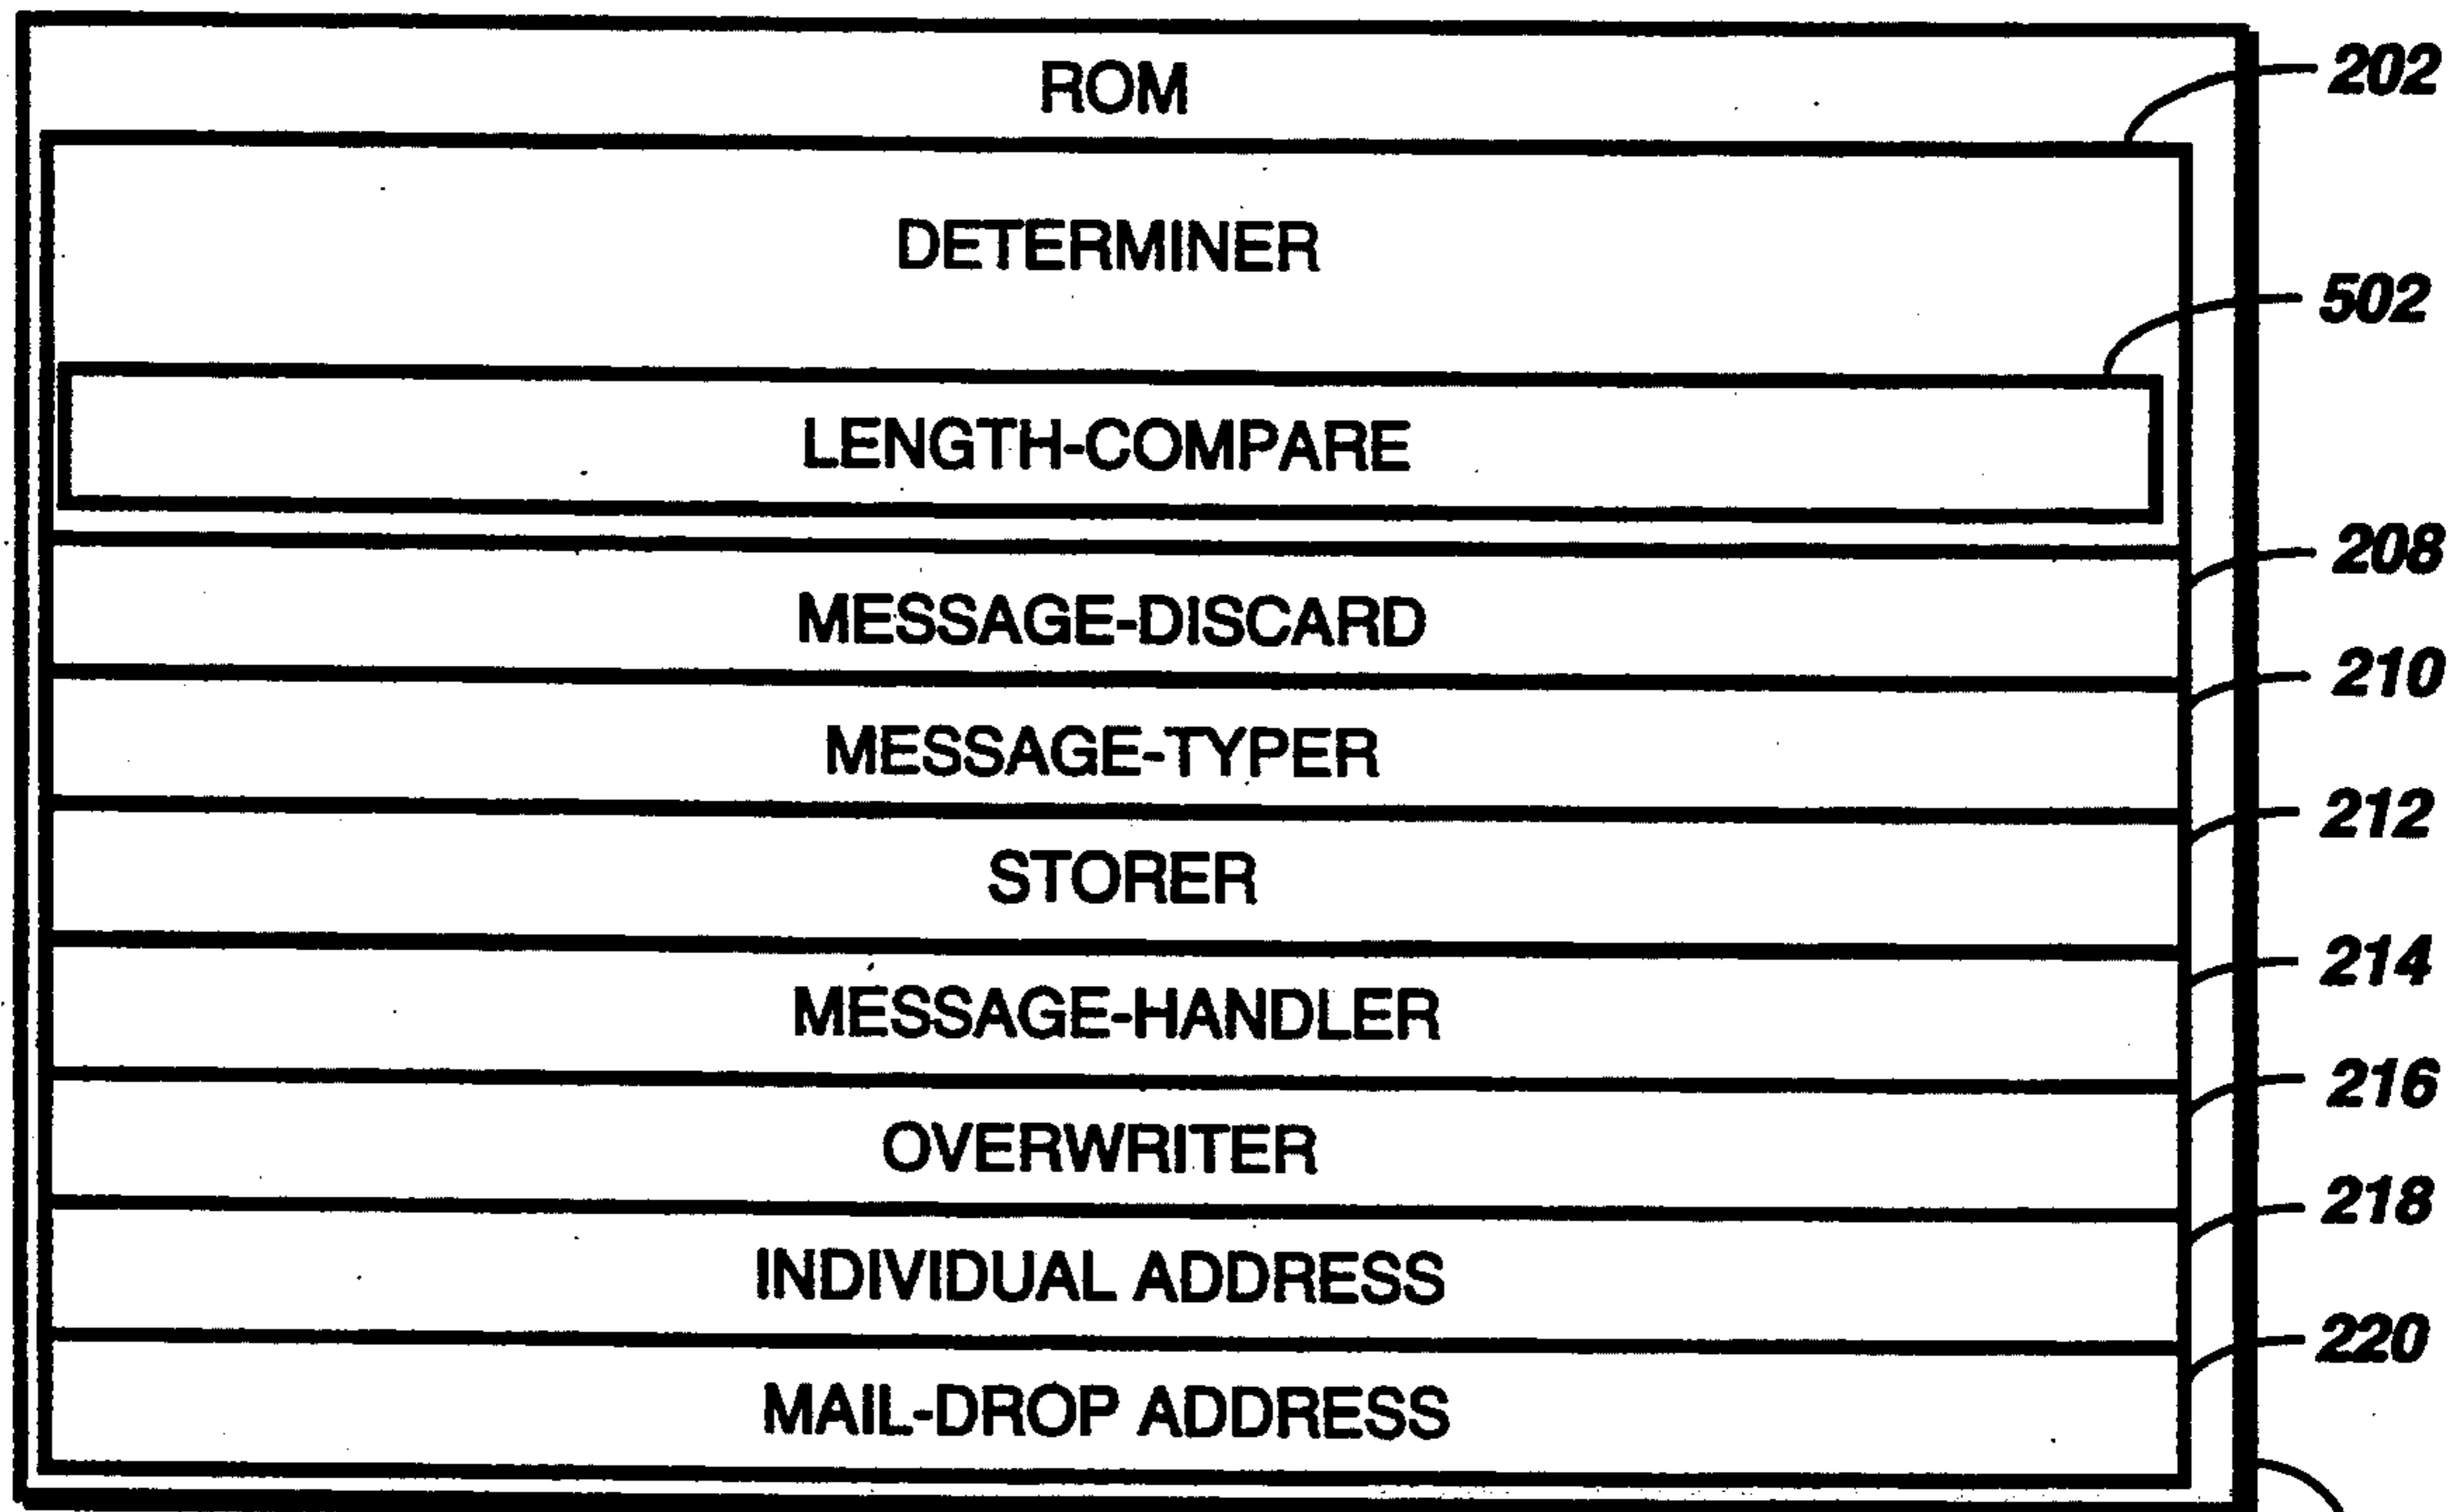 ROM
202
DETERMINER
502
LENGTH-COMPARE
208
MESSAGE-DISCARD
210
MESSAGE-TYPER
212
STORER
214
MESSAGE-HANDLER
216
OVERWRITER
218
INDIVIDUAL ADDRESS
220
MAIL-DROP ADDRESS